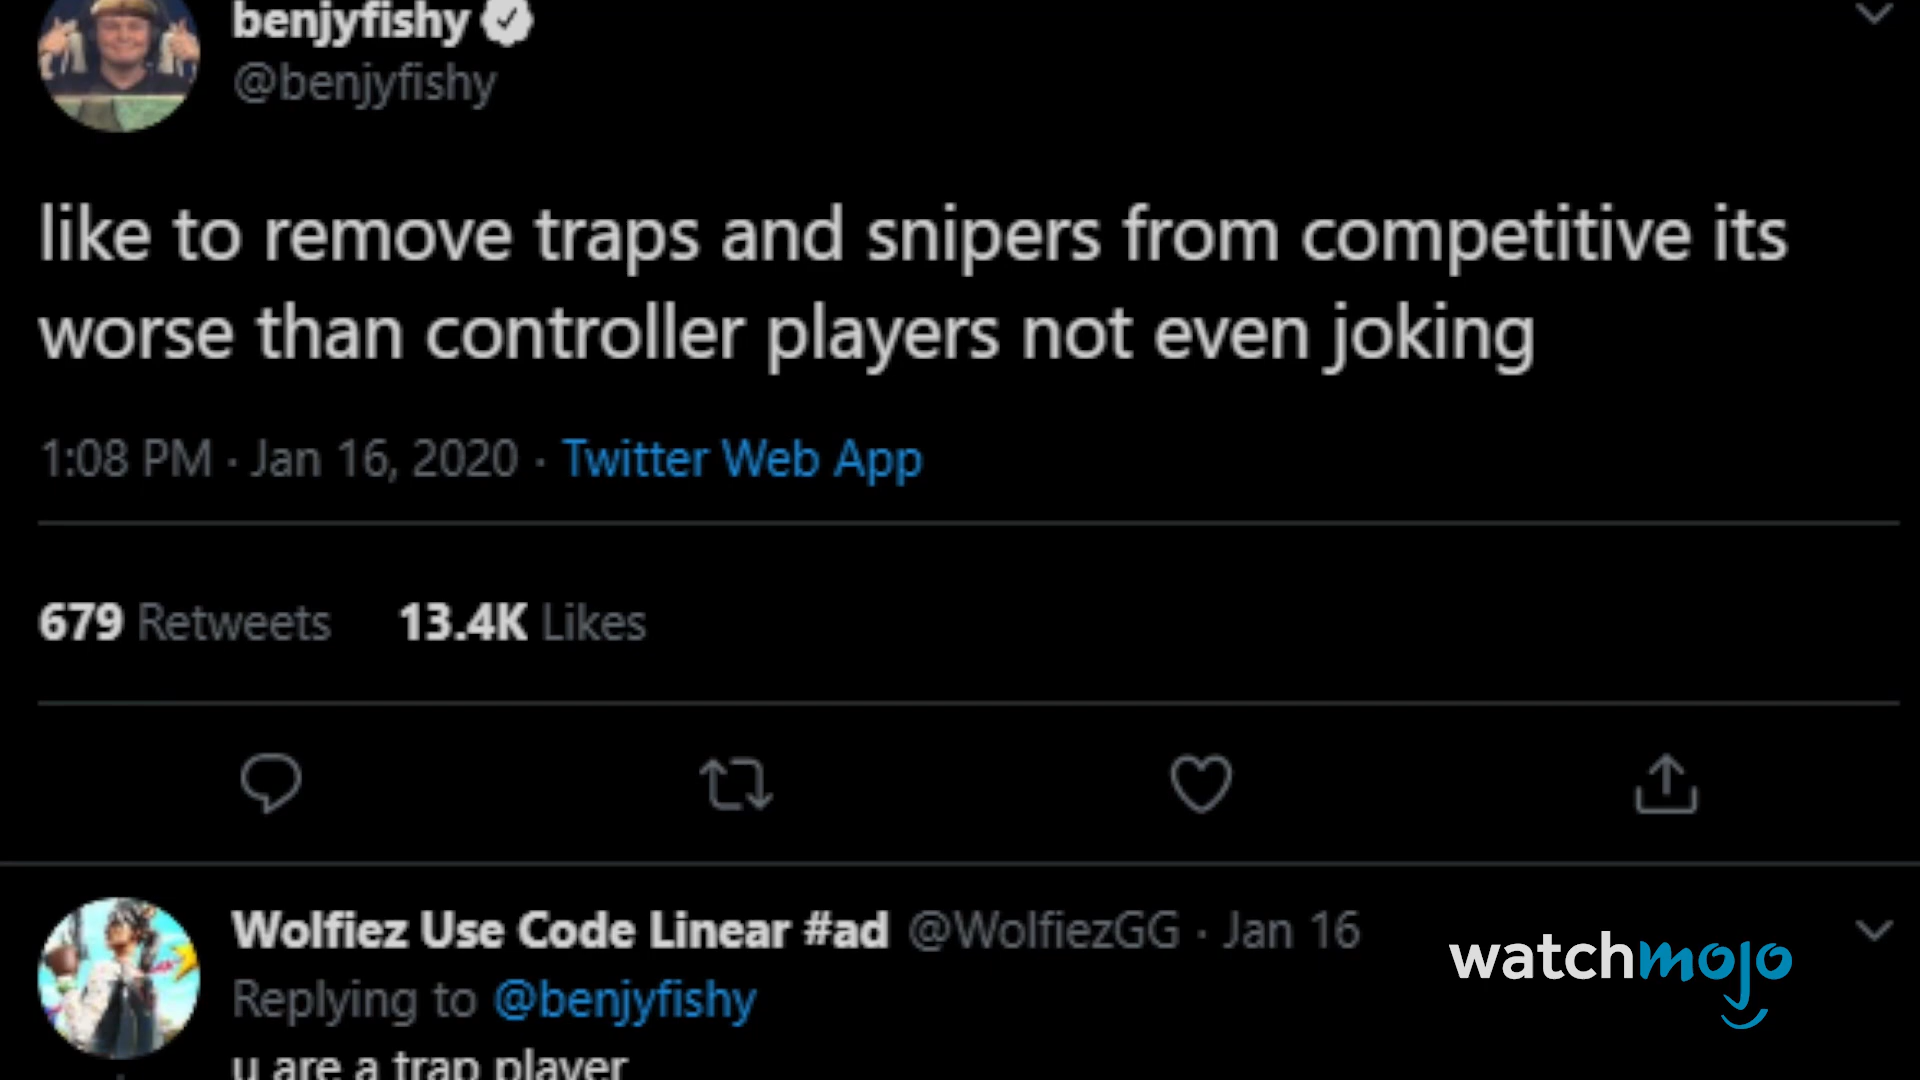 benjyfishy
@benjyfishy
like to remove traps and snipers from competitive its
worse than controller players not even joking
1:08 PM · Jan 16, 2020 · Twitter Web App
679 Retweets 13.4K Likes
Wolfiez Use Code Linear #ad @WolfiezGG · Jan 16
Replying to @benjyfishy
u are a trap player
watchmojo